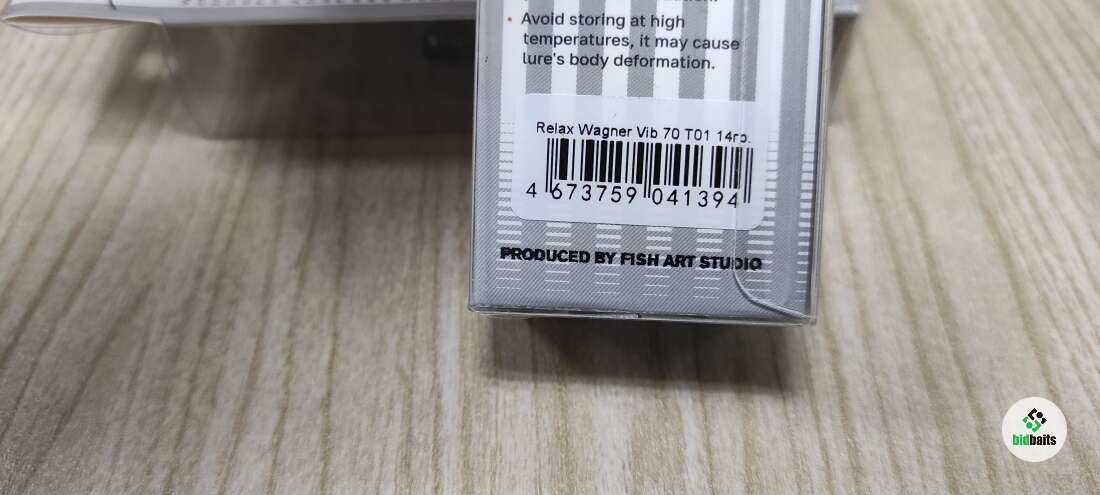 Avoid storing at high
temperatures, it may cause
lure's body deformation.
Relax Wagner Vib 70 T01 14гр.
4 673759 041394
PRODUCED BY FISH ART STUDIO
bidbaits